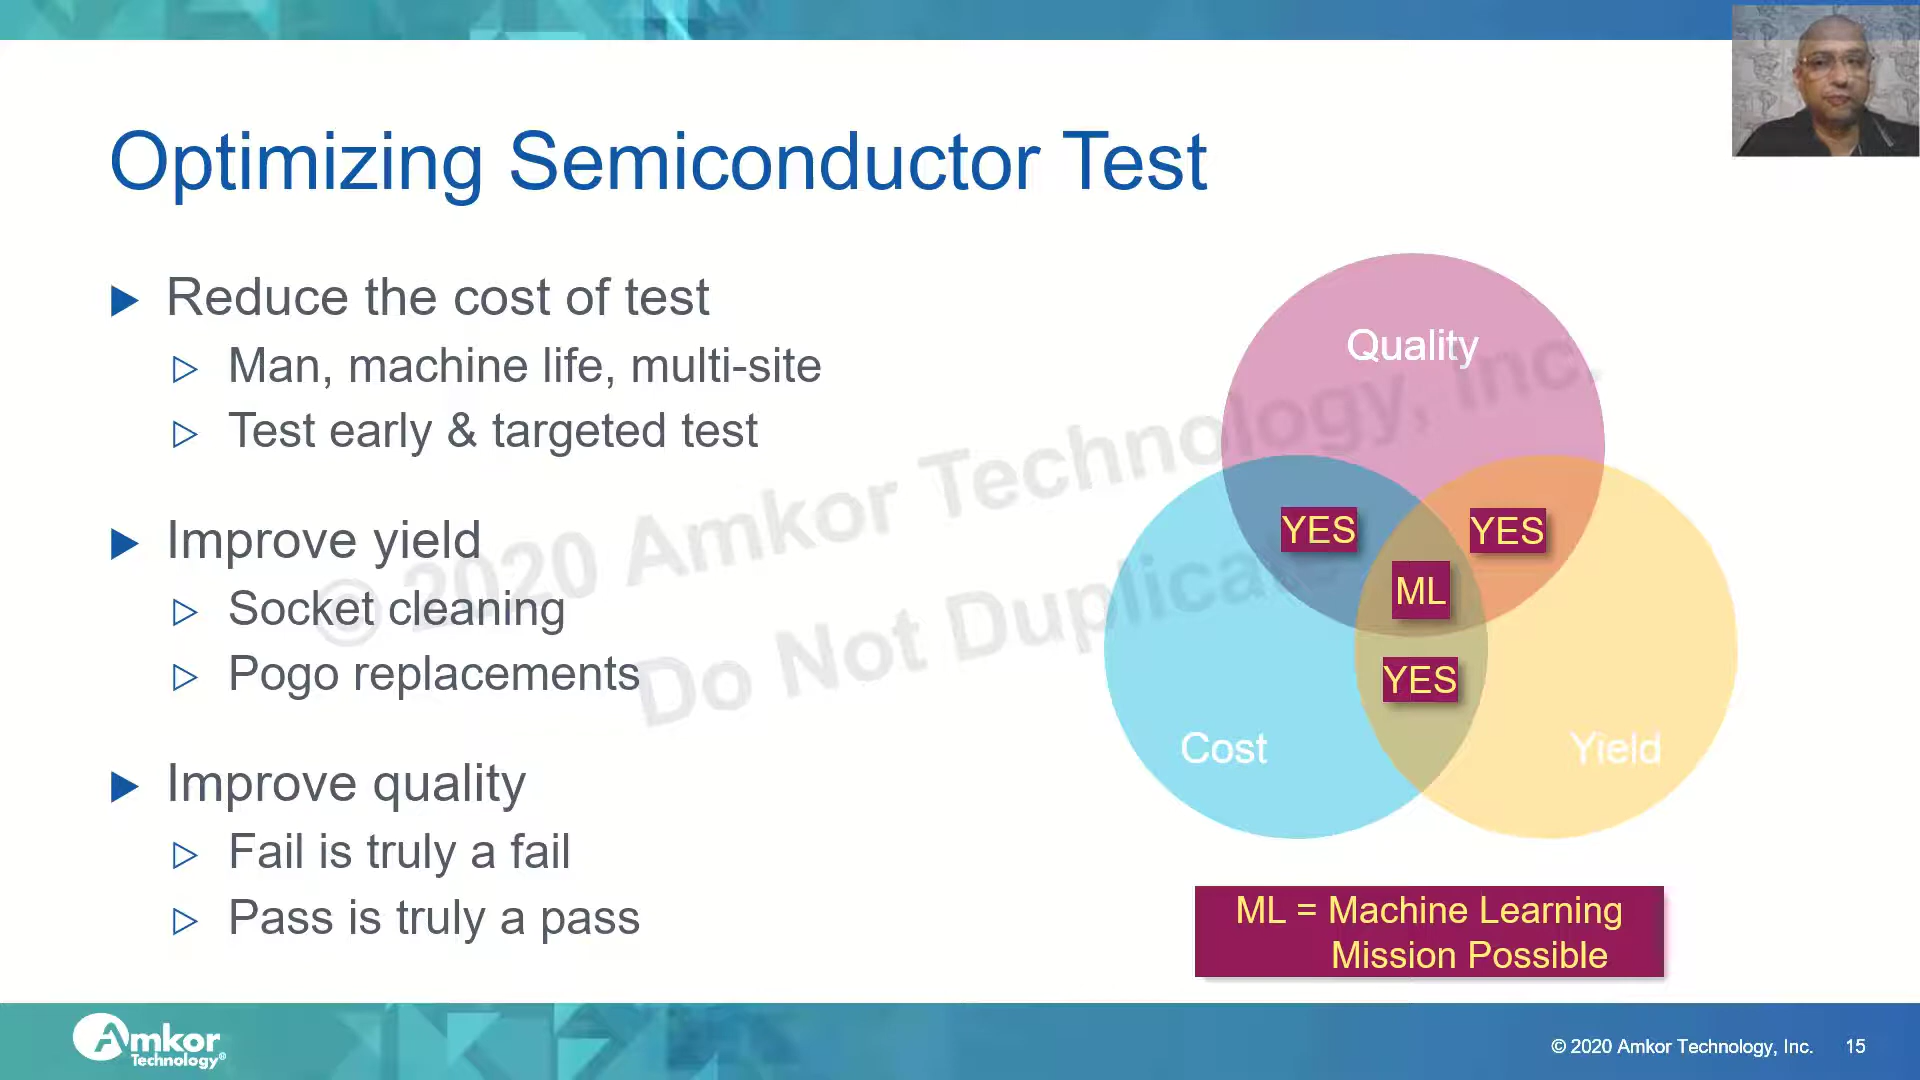 Optimizing Semiconductor Test
Reduce the cost of test
Man, machine life, multi-site
Test early & targeted test
Improve yield
Socket cleaning
Pogo replacements
Improve quality
Fail is truly a fail
Pass is truly a pass
Quality
YES
YES
ML
YES
Cost
Yield
ML = Machine Learning
Mission Possible
© 2020 Amkor Technology, Inc.
Do Not Duplicate
Amkor
Technology®
© 2020 Amkor Technology, Inc.
15